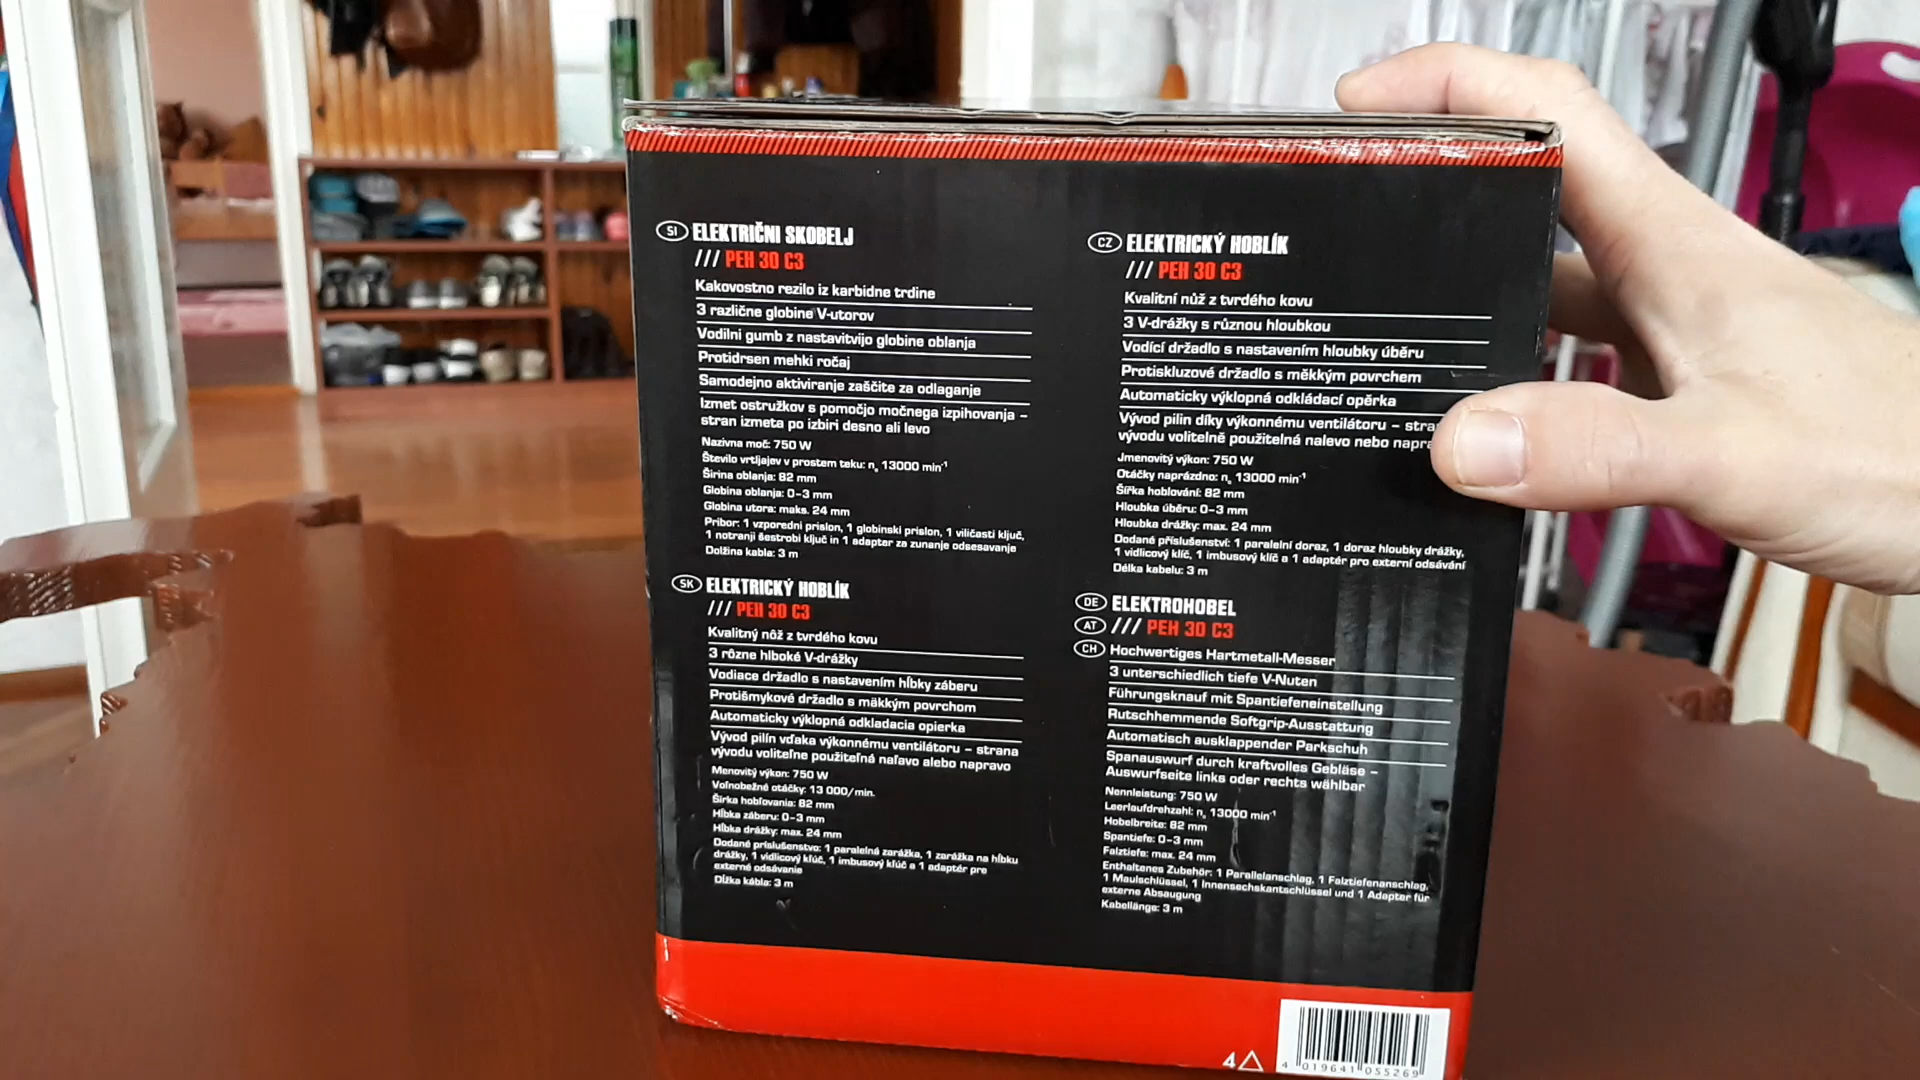 SI ELEKTRIČNI SKOBELJ
/// PEH 30 C3
Kakovostno rezilo iz karbidne trdine
3 različne globine V-utorov
Vodilni gumb z nastavitvijo globine oblanja
Protidrsen mehki ročaj
Samodejno aktiviranje zaščite za odlaganje
Izmet ostružkov s pomočjo močnega izpihovanja –
stran izmeta po izbiri desno ali levo
Nazivna moč: 750 W
Število vrtljajev v prostem teku: n₀ 13000 min⁻¹
Širina oblanja: 82 mm
Globina oblanja: 0–3 mm
Globina utora: maks. 24 mm
Pribor: 1 vzporedni prislon, 1 globinski prislon, 1 viličasti ključ,
1 notranji šestrobi ključ in 1 adapter za zunanje odsesavanje
Dolžina kabla: 3 m
SK ELEKTRICKÝ HOBLÍK
/// PEH 30 C3
Kvalitný nôž z tvrdého kovu
3 rôzne hlboké V-drážky
Vodiace držadlo s nastavením hĺbky záberu
Protišmykové držadlo s mäkkým povrchom
Automaticky výklopná odkladacia opierka
Vývod pilín vďaka výkonnému ventilátoru – strana
vývodu voliteľne použiteľná naľavo alebo napravo
Menovitý výkon: 750 W
Voľnobežné otáčky: 13 000/min.
Šírka hobľovania: 82 mm
Hĺbka záberu: 0–3 mm
Hĺbka drážky: max. 24 mm
Dodané príslušenstvo: 1 paralelná zarážka, 1 zarážka na hĺbku
drážky, 1 vidlicový kľúč, 1 imbusový kľúč a 1 adaptér pre
externé odsávanie
Dĺžka kábla: 3 m
CZ ELEKTRICKÝ HOBLÍK
/// PEH 30 C3
Kvalitní nůž z tvrdého kovu
3 V-drážky s různou hloubkou
Vodící držadlo s nastavením hloubky úběru
Protiskluzové držadlo s měkkým povrchem
Automaticky výklopná odkládací opěrka
Vývod pilin díky výkonnému ventilátoru –
vývodu volitelně použitelná nalevo nebo
Jmenovitý výkon: 750 W
Otáčky naprázdno: n₀ 13000 min⁻¹
Šířka hoblování: 82 mm
Hloubka úběru: 0–3 mm
Hloubka drážky: max. 24 mm
Dodané příslušenství: 1 paralelní doraz, 1 doraz hloubky drážky,
1 vidlicový klíč, 1 imbusový klíč a 1 adaptér pro externí odsávání
Délka kabelu: 3 m
DE ELEKTROHOBEL
AT /// PEH 30 C3
CH Hochwertiges Hartmetall-Messer
3 unterschiedlich tiefe V-Nuten
Führungsknauf mit Spantiefeneinstellung
Rutschhemmende Softgrip-Ausstattung
Automatisch ausklappender Parkschuh
Spanauswurf durch kraftvolles Gebläse –
Auswurfseite links oder rechts wählbar
Nennleistung: 750 W
Leerlaufdrehzahl: n₀ 13000 min⁻¹
Hobelbreite: 82 mm
Spantiefe: 0–3 mm
Falztiefe: max. 24 mm
Enthaltenes Zubehör: 1 Parallelanschlag, 1 Falztiefenanschlag,
1 Maulschlüssel, 1 Innensechskantschlüssel und 1 Adapter für
externe Absaugung
Kabellänge: 3 m
4
4 019641 055269